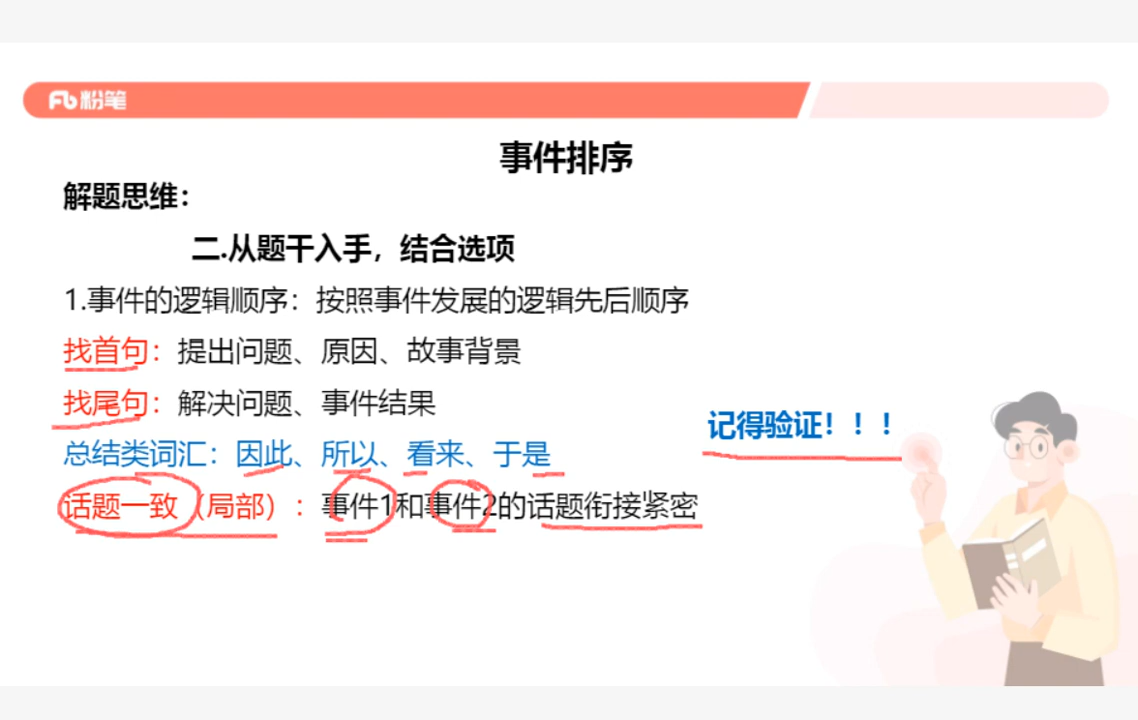 Fb粉笔
事件排序
解题思维：
二.从题干入手，结合选项
1.事件的逻辑顺序：按照事件发展的逻辑先后顺序
找首句：提出问题、原因、故事背景
找尾句：解决问题、事件结果
记得验证！！！
总结类词汇：因此、所以、看来、于是
话题一致（局部）：事件1和事件2的话题衔接紧密